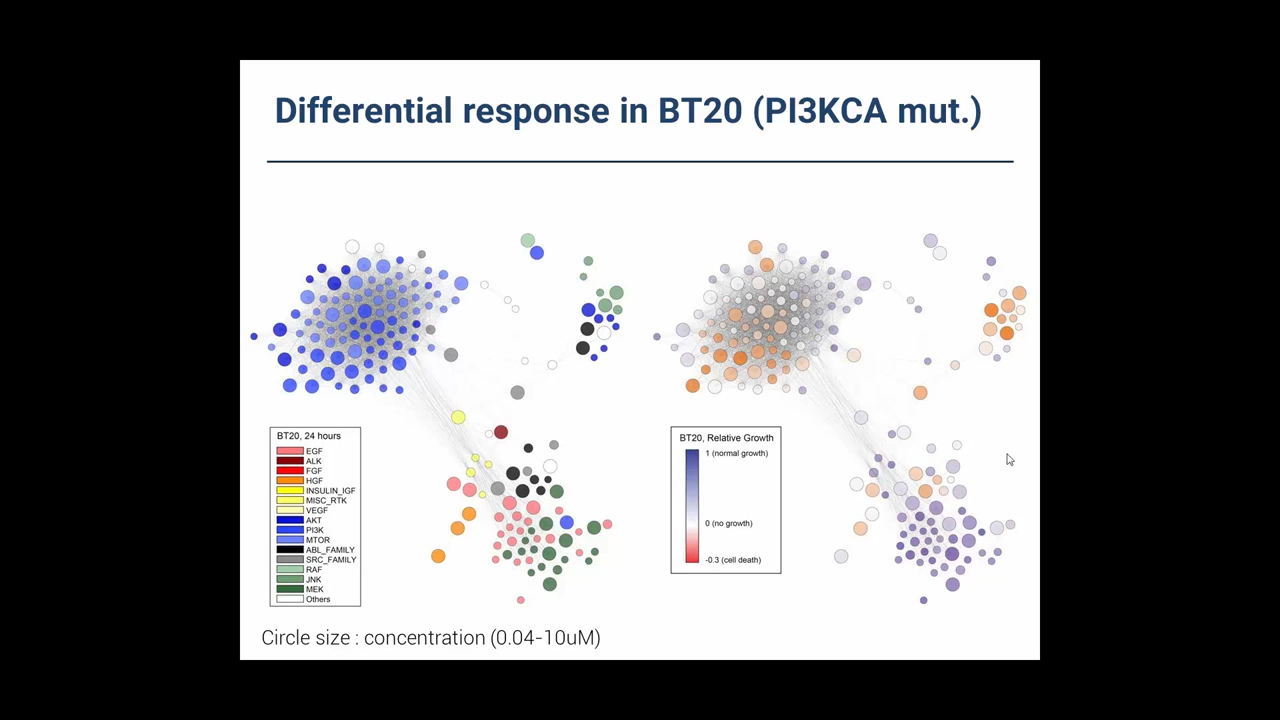 Differential response in BT20 (PI3KCA mut.)
BT20, 24 hours
EGF
ALK
FGF
HGF
INSULIN_IGF
MISC_RTK
VEGF
AKT
PI3K
MTOR
ABL_FAMILY
SRC_FAMILY
RAF
JNK
MEK
Others
BT20, Relative Growth
1 (normal growth)
0 (no growth)
-0.3 (cell death)
Circle size : concentration (0.04-10uM)